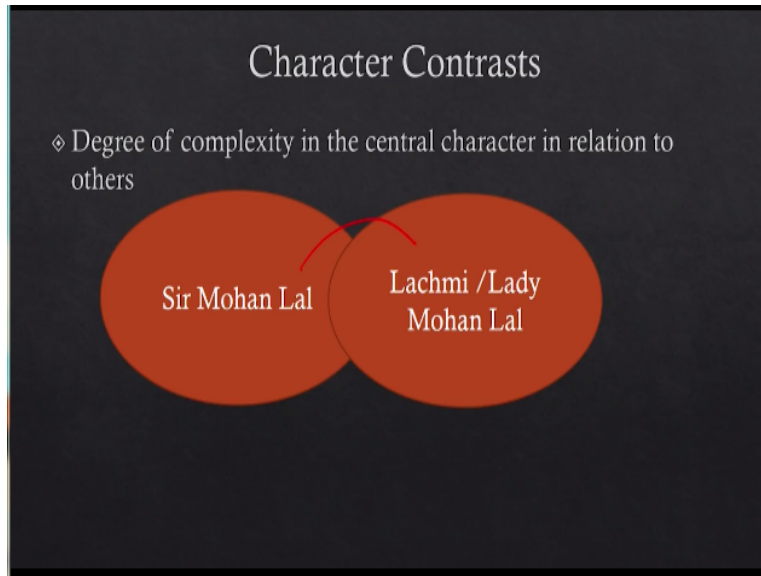 Character Contrasts
Degree of complexity in the central character in relation to
others
Sir Mohan Lal
Lachmi /Lady
Mohan Lal